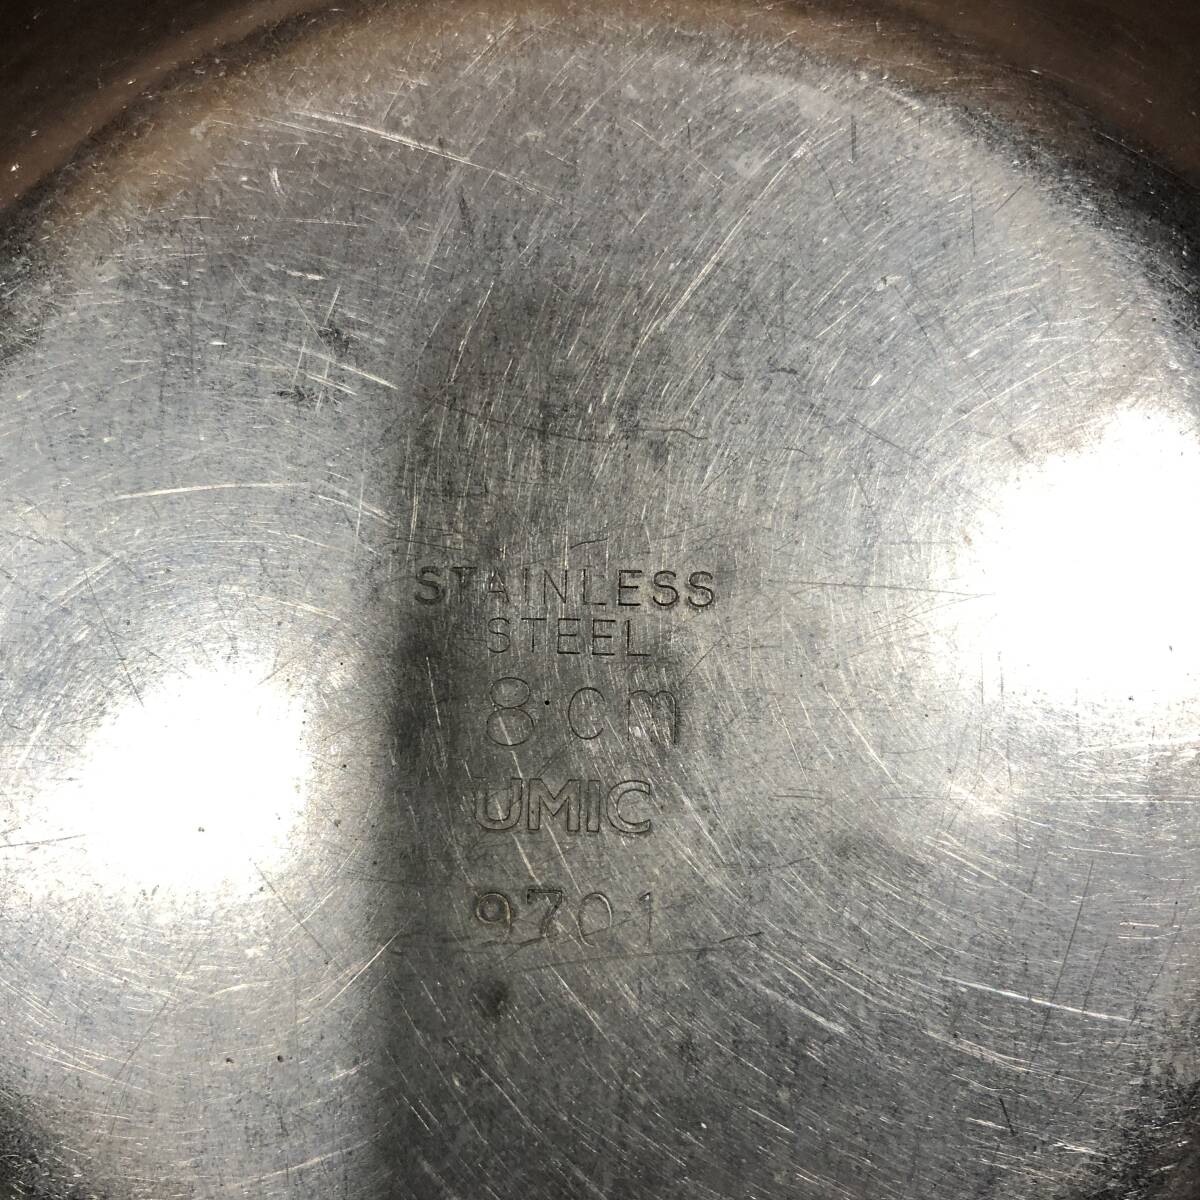 STAINLESS
STEEL
8cm
UMIC
9701